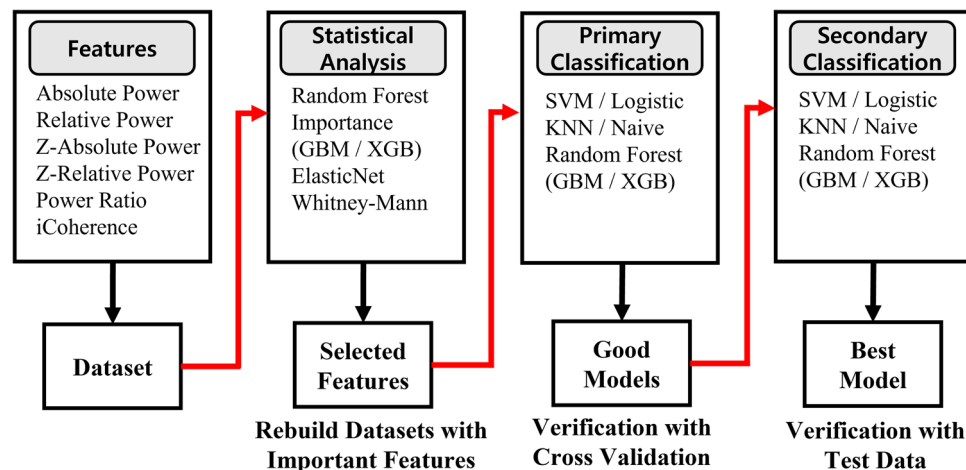 Features
Absolute Power
Relative Power
Z-Absolute Power
Z-Relative Power
Power Ratio
iCoherence
Dataset
Statistical
Analysis
Random Forest
Importance
(GBM / XGB)
ElasticNet
Whitney-Mann
Selected
Features
Rebuild Datasets with
Important Features
Primary
Classification
SVM / Logistic
KNN / Naive
Random Forest
(GBM / XGB)
Good
Models
Verification with
Cross Validation
Secondary
Classification
SVM / Logistic
KNN / Naive
Random Forest
(GBM / XGB)
Best
Model
Verification with
Test Data